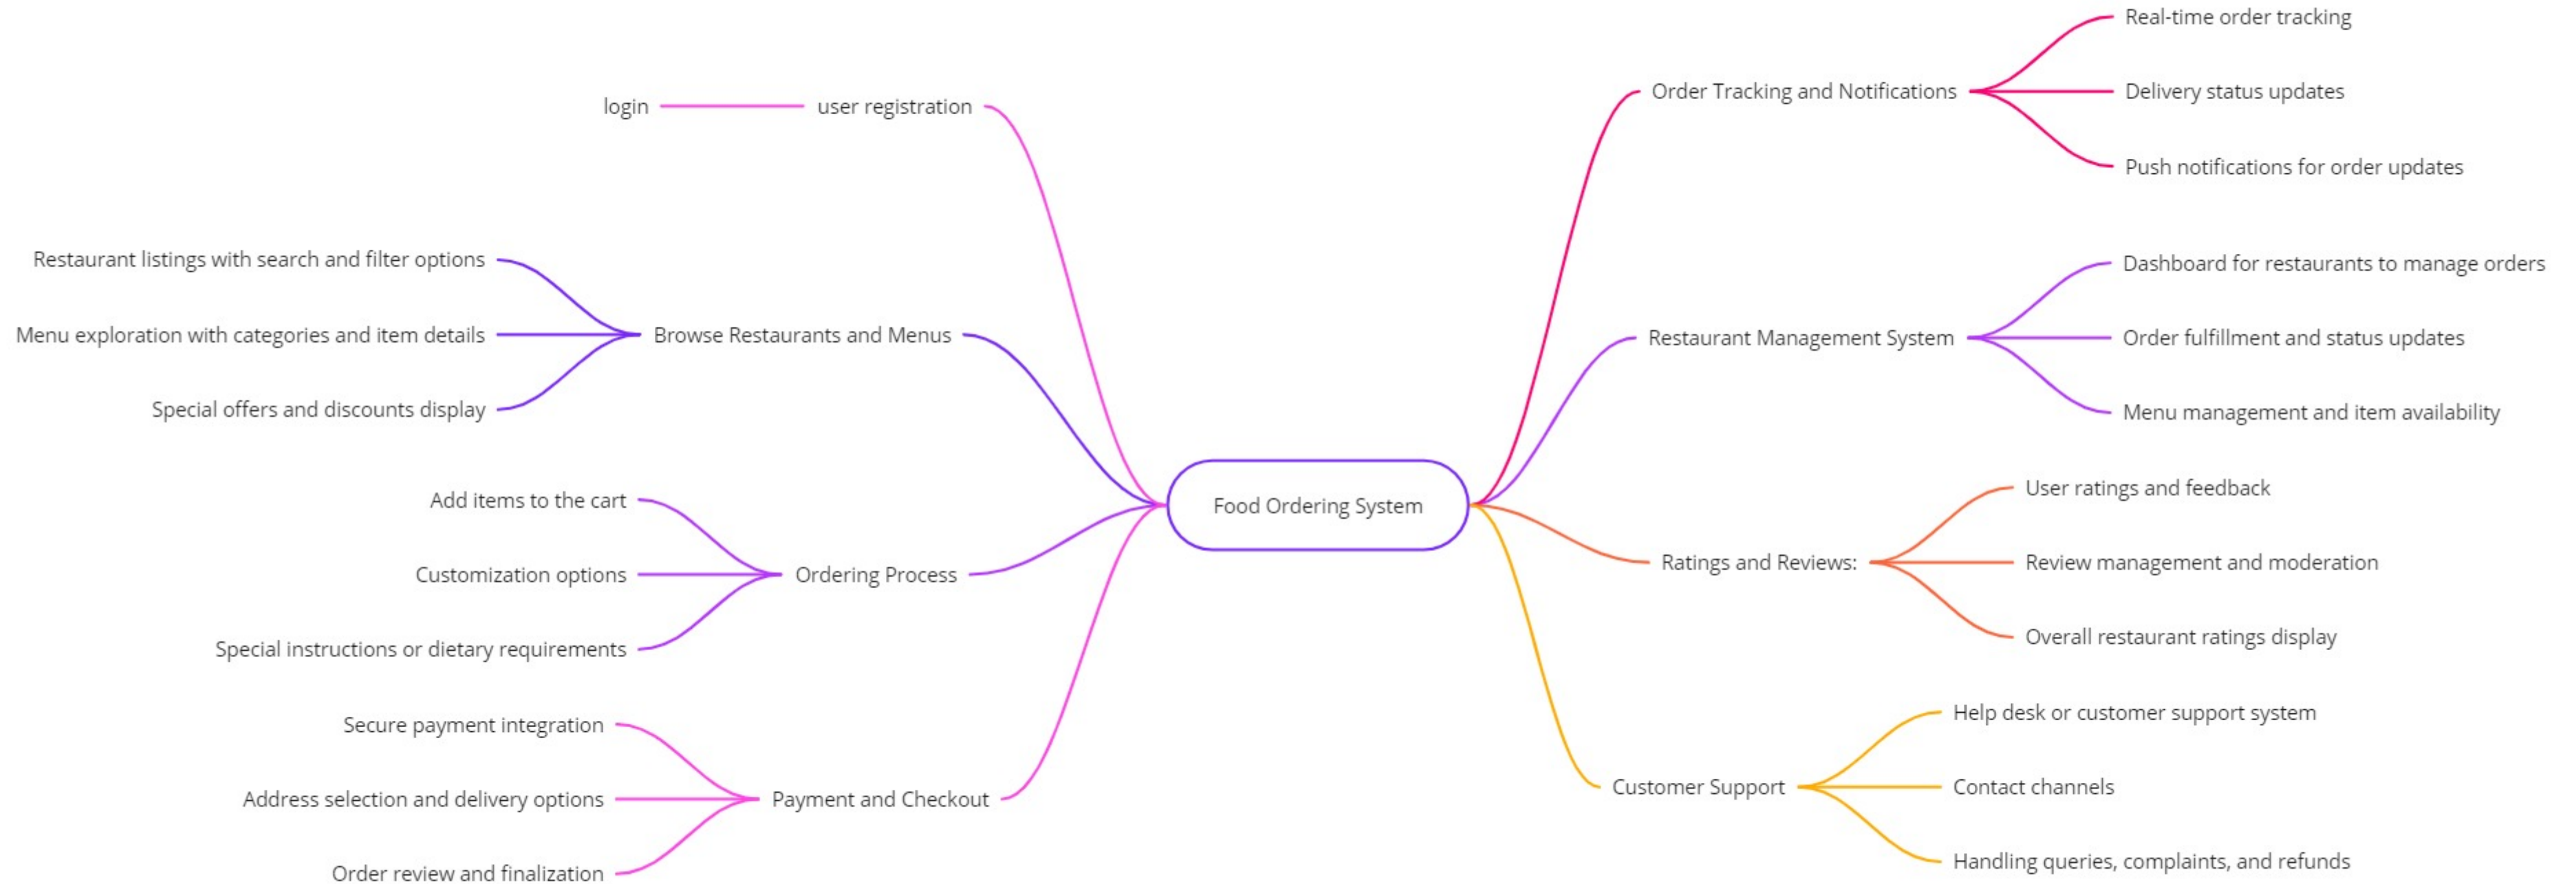 Food Ordering System
user registration
login
Browse Restaurants and Menus
Restaurant listings with search and filter options
Menu exploration with categories and item details
Special offers and discounts display
Ordering Process
Add items to the cart
Customization options
Special instructions or dietary requirements
Payment and Checkout
Secure payment integration
Address selection and delivery options
Order review and finalization
Order Tracking and Notifications
Real-time order tracking
Delivery status updates
Push notifications for order updates
Restaurant Management System
Dashboard for restaurants to manage orders
Order fulfillment and status updates
Menu management and item availability
Ratings and Reviews:
User ratings and feedback
Review management and moderation
Overall restaurant ratings display
Customer Support
Help desk or customer support system
Contact channels
Handling queries, complaints, and refunds